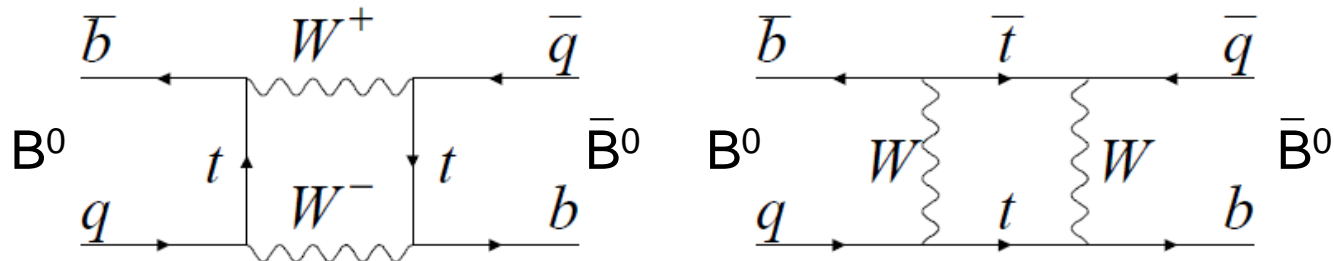 b̅ W⁺ q̅ b̅ t̅ q̅
B⁰ t t B̅⁰ B⁰ W W B̅⁰
q W⁻ b q t b